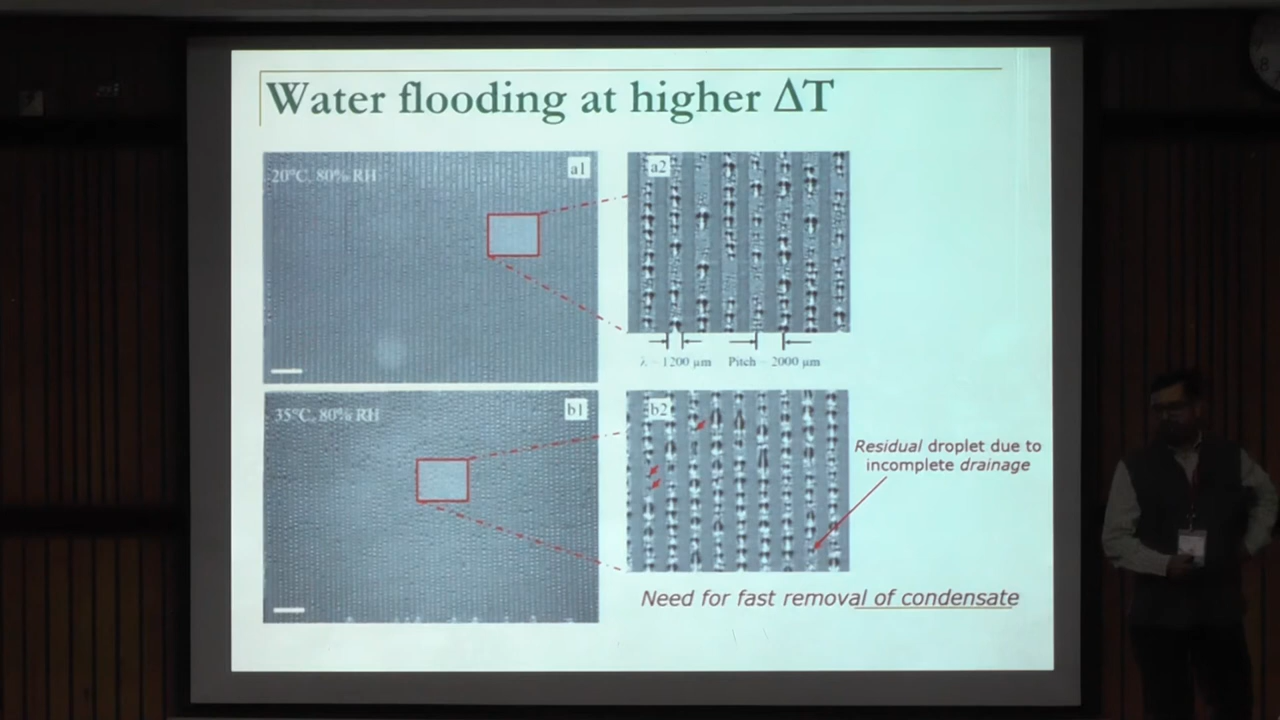 Water flooding at higher ΔT
20°C, 80% RH
a1
a2
λ ~ 1200 μm
Pitch ~ 2000 μm
35°C, 80% RH
b1
b2
Residual droplet due to
incomplete drainage
Need for fast removal of condensate
8